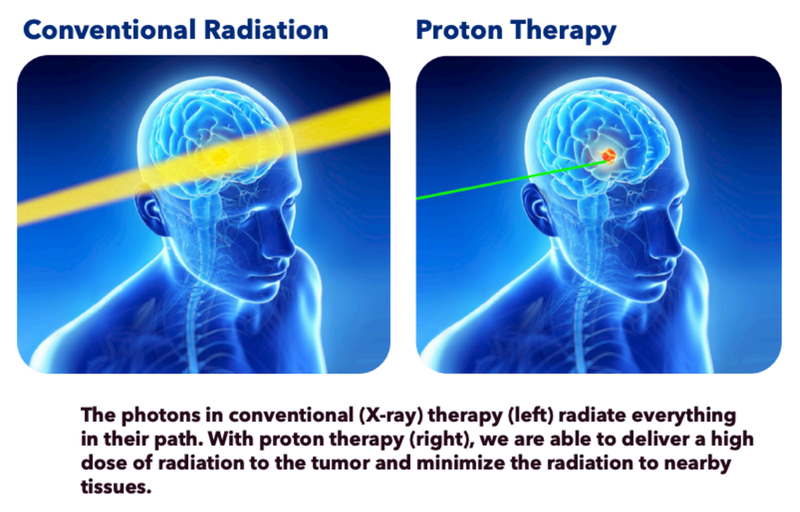 Conventional Radiation
Proton Therapy
The photons in conventional (X-ray) therapy (left) radiate everything
in their path. With proton therapy (right), we are able to deliver a high
dose of radiation to the tumor and minimize the radiation to nearby
tissues.